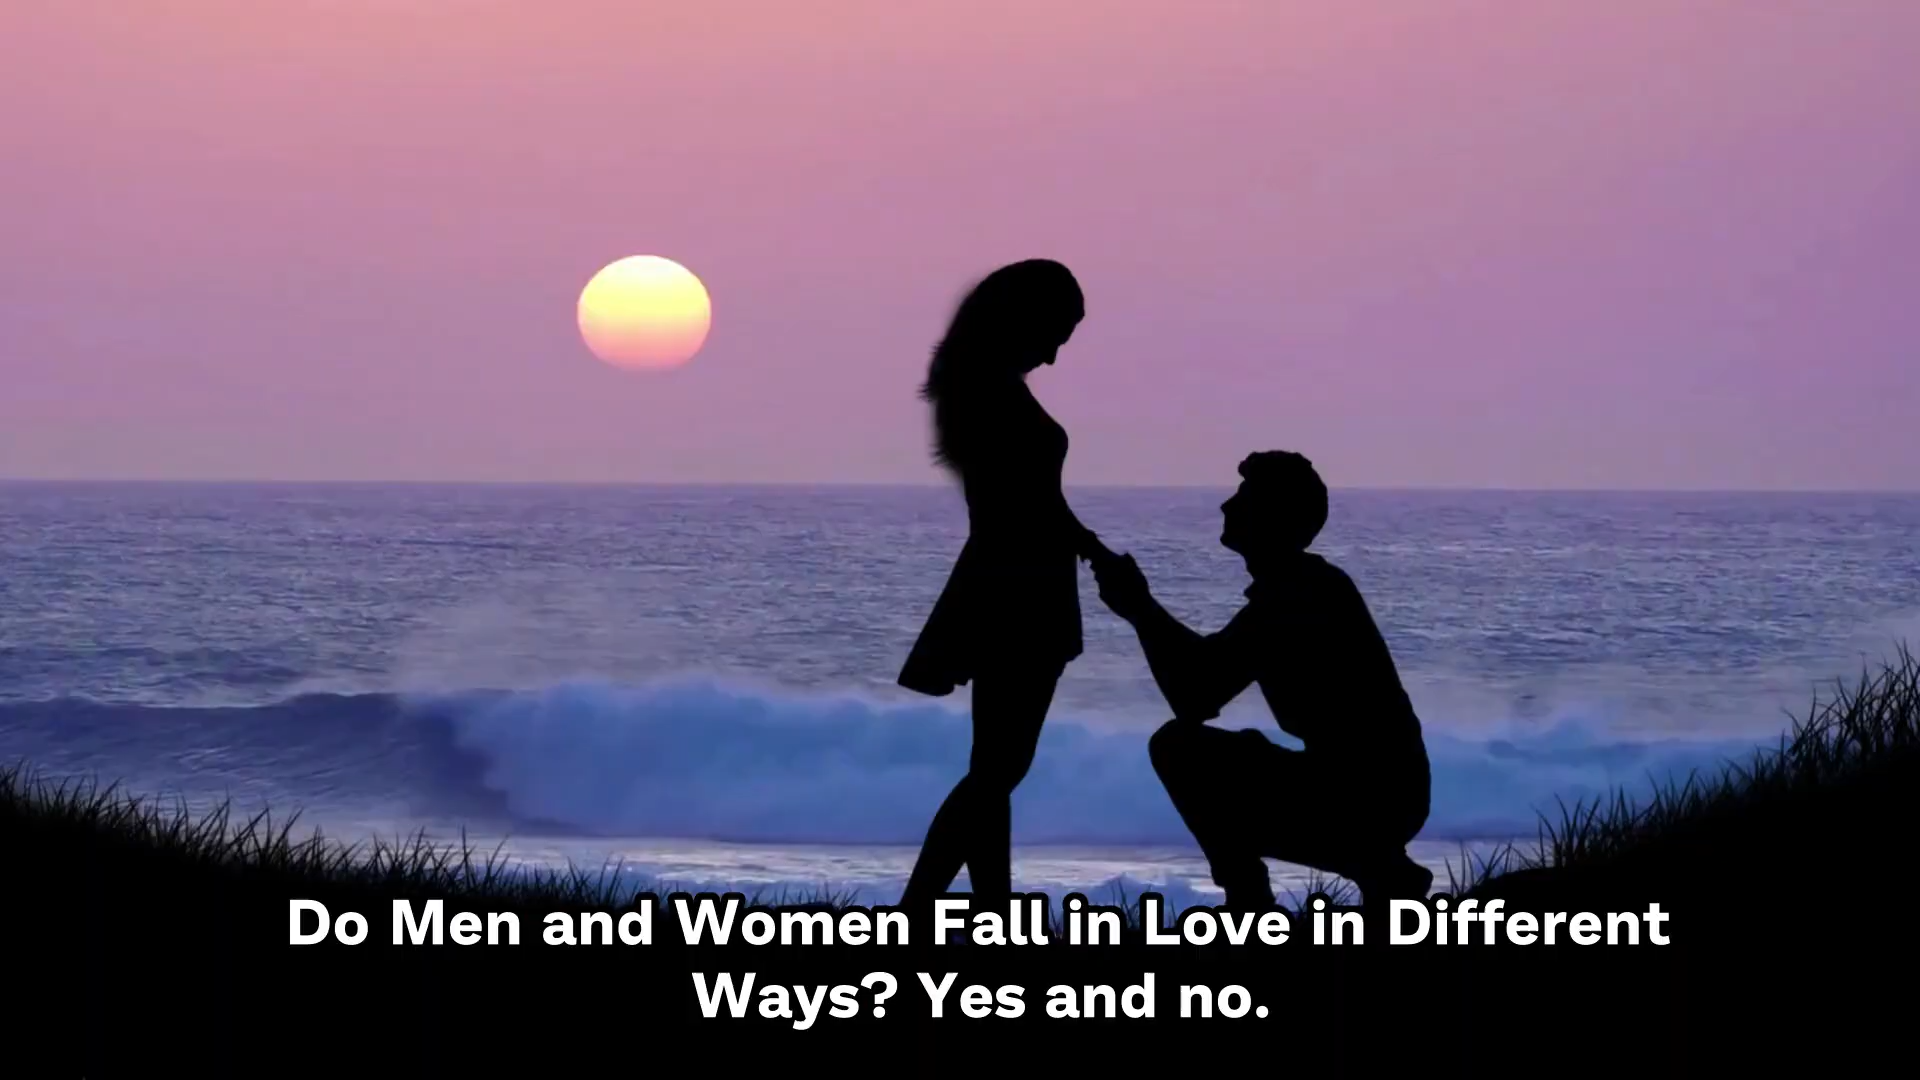 Do Men and Women Fall in Love in Different
Ways? Yes and no.